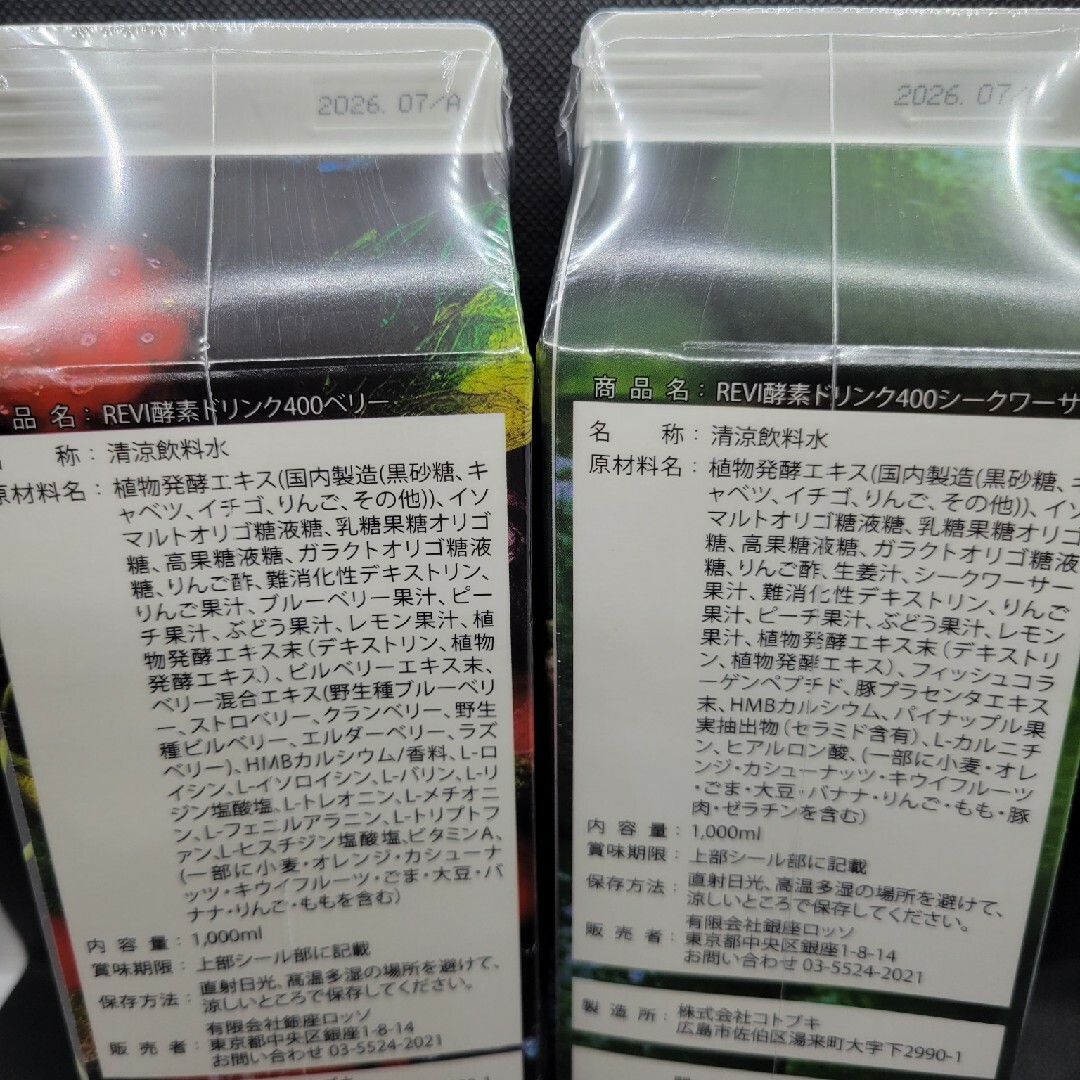 2026. 07/A
品 名：REVI酵素ドリンク400ベリー
称：清涼飲料水
原材料名：植物発酵エキス(国内製造(黒砂糖、キ
ャベツ、イチゴ、りんご、その他))、イソ
マルトオリゴ糖液糖、乳糖果糖オリゴ
糖、高果糖液糖、ガラクトオリゴ糖液
糖、りんご酢、難消化性デキストリン、
りんご果汁、ブルーベリー果汁、ピー
チ果汁、ぶどう果汁、レモン果汁、植
物発酵エキス末（デキストリン、植物
発酵エキス）、ビルベリーエキス末、
ベリー混合エキス(野生種ブルーベリ
ー、ストロベリー、クランベリー、野生
種ビルベリー、エルダーベリー、ラズ
ベリー)、HMBカルシウム/香料、L-ロ
イシン、L-イソロイシン、L-バリン、L-リ
ジン塩酸塩、L-トレオニン、L-メチオニ
ン、L-フェニルアラニン、L-トリプトフ
ァン、L-ヒスチジン塩酸塩、ビタミンA、
(一部に小麦・オレンジ・カシューナ
ッツ・キウイフルーツ・ごま・大豆・バ
ナナ・りんご・ももを含む)
内 容 量：1,000ml
賞味期限：上部シール部に記載
保存方法：直射日光、高温多湿の場所を避けて、
涼しいところで保存してください。
有限会社銀座ロッソ
販 売 者：東京都中央区銀座1-8-14
お問い合わせ 03-5524-2021
2026. 07/
商 品 名：REVI酵素ドリンク400シークワーサ
名 称：清涼飲料水
原材料名：植物発酵エキス(国内製造(黒砂糖、キ
ャベツ、イチゴ、りんご、その他))、イソ
マルトオリゴ糖液糖、乳糖果糖オリゴ
糖、高果糖液糖、ガラクトオリゴ糖液
糖、りんご酢、生姜汁、シークワーサー
果汁、難消化性デキストリン、りんご
果汁、ピーチ果汁、ぶどう果汁、レモン
果汁、植物発酵エキス末（デキストリ
ン、植物発酵エキス）、フィッシュコラ
ーゲンペプチド、豚プラセンタエキス
末、HMBカルシウム、パイナップル果
実抽出物（セラミド含有）、L-カルニチ
ン、ヒアルロン酸、（一部に小麦・オレ
ンジ・カシューナッツ・キウイフルーツ
・ごま・大豆・バナナ・りんご・もも・豚
肉・ゼラチンを含む）
内 容 量：1,000ml
賞味期限：上部シール部に記載
保存方法：直射日光、高温多湿の場所を避けて、
涼しいところで保存してください。
有限会社銀座ロッソ
販 売 者：東京都中央区銀座1-8-14
お問い合わせ 03-5524-2021
製 造 所：株式会社コトブキ
広島市佐伯区湯来町大字下2990-1